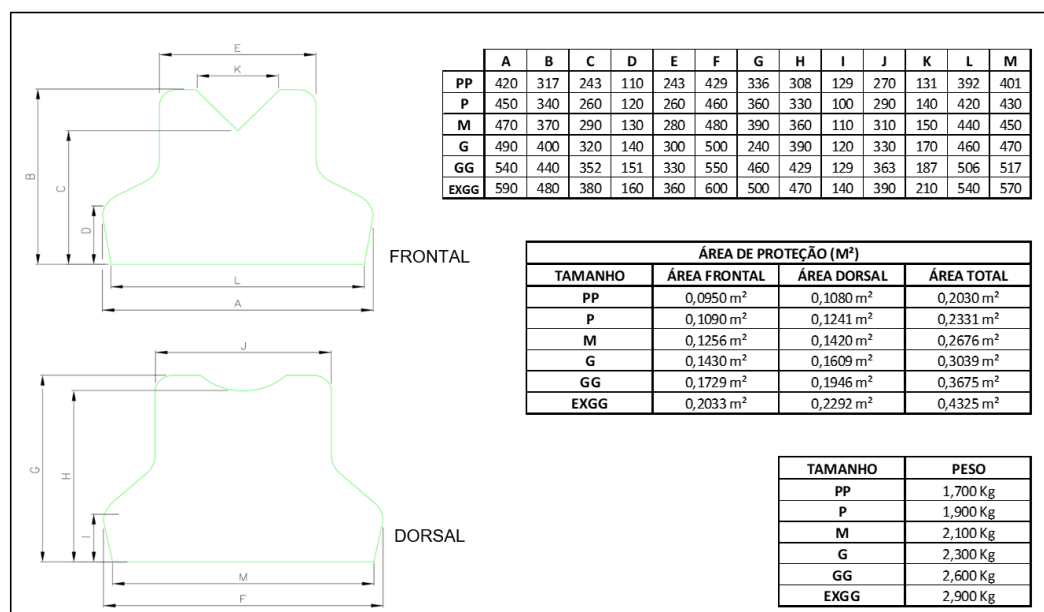 E
K
B
C
D
L
A
FRONTAL
J
G
H
I
M
F
DORSAL
A B C D E F G H I J K L M
PP 420 317 243 110 243 429 336 308 129 270 131 392 401
P 450 340 260 120 260 460 360 330 100 290 140 420 430
M 470 370 290 130 280 480 390 360 110 310 150 440 450
G 490 400 320 140 300 500 240 390 120 330 170 460 470
GG 540 440 352 151 330 550 460 429 129 363 187 506 517
EXGG 590 480 380 160 360 600 500 470 140 390 210 540 570
ÁREA DE PROTEÇÃO (M²)
TAMANHO ÁREA FRONTAL ÁREA DORSAL ÁREA TOTAL
PP 0,0950 m² 0,1080 m² 0,2030 m²
P 0,1090 m² 0,1241 m² 0,2331 m²
M 0,1256 m² 0,1420 m² 0,2676 m²
G 0,1430 m² 0,1609 m² 0,3039 m²
GG 0,1729 m² 0,1946 m² 0,3675 m²
EXGG 0,2033 m² 0,2292 m² 0,4325 m²
TAMANHO PESO
PP 1,700 Kg
P 1,900 Kg
M 2,100 Kg
G 2,300 Kg
GG 2,600 Kg
EXGG 2,900 Kg